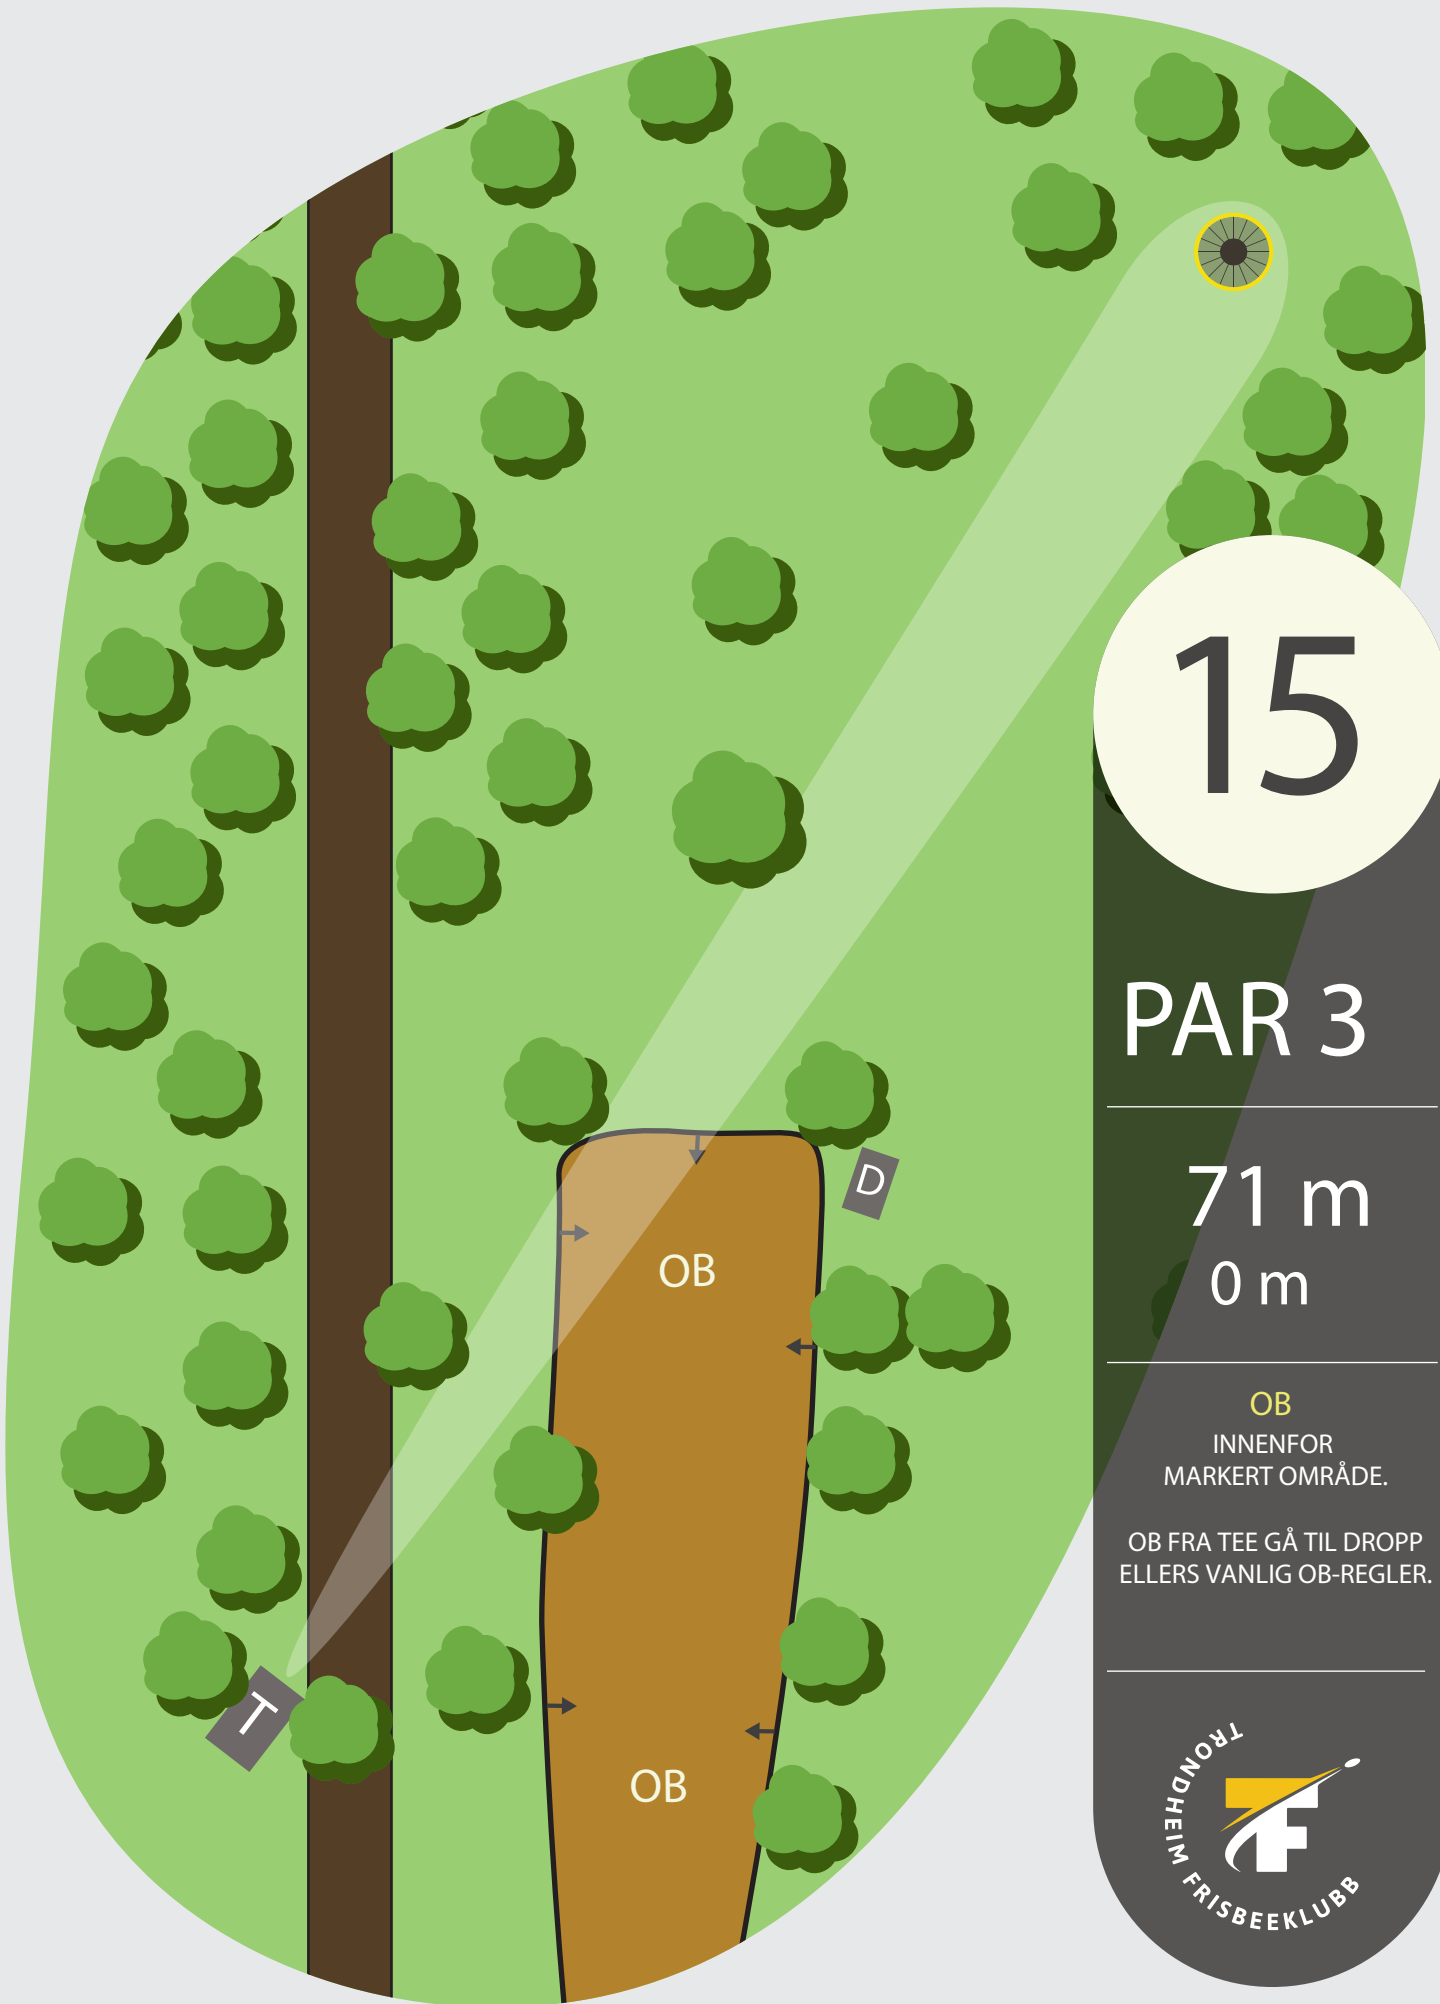 15
PAR 3
71 m
0 m
OB
INNENFOR
MARKERT OMRÅDE.
OB FRA TEE GÅ TIL DROPP
ELLERS VANLIG OB-REGLER.
TRONDHEIM FRISBEEKLUBB
TF
D
OB
T
OB